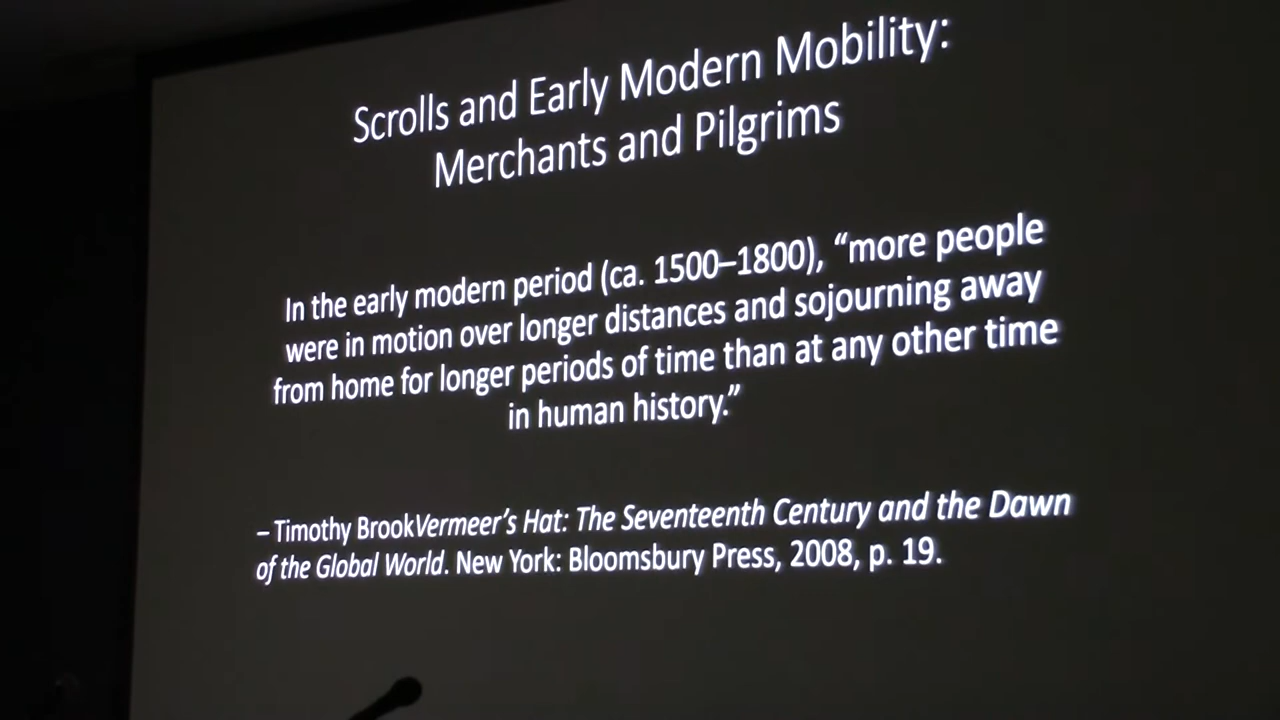 Scrolls and Early Modern Mobility:
Merchants and Pilgrims
In the early modern period (ca. 1500–1800), “more people
were in motion over longer distances and sojourning away
from home for longer periods of time than at any other time
in human history.”
– Timothy BrookVermeer’s Hat: The Seventeenth Century and the Dawn
of the Global World. New York: Bloomsbury Press, 2008, p. 19.